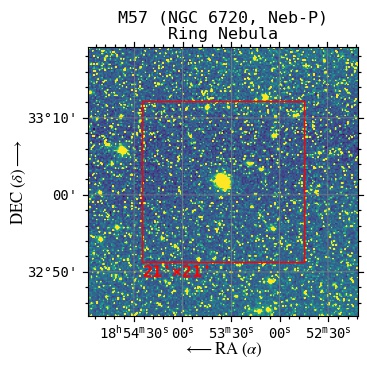 M57 (NGC 6720, Neb-P)
Ring Nebula
33°10'
00'
32°50'
DEC (δ) ⟶
21'×21'
18ʰ54ᵐ30ˢ 00ˢ 53ᵐ30ˢ 00ˢ 52ᵐ30ˢ
⟵ RA (α)